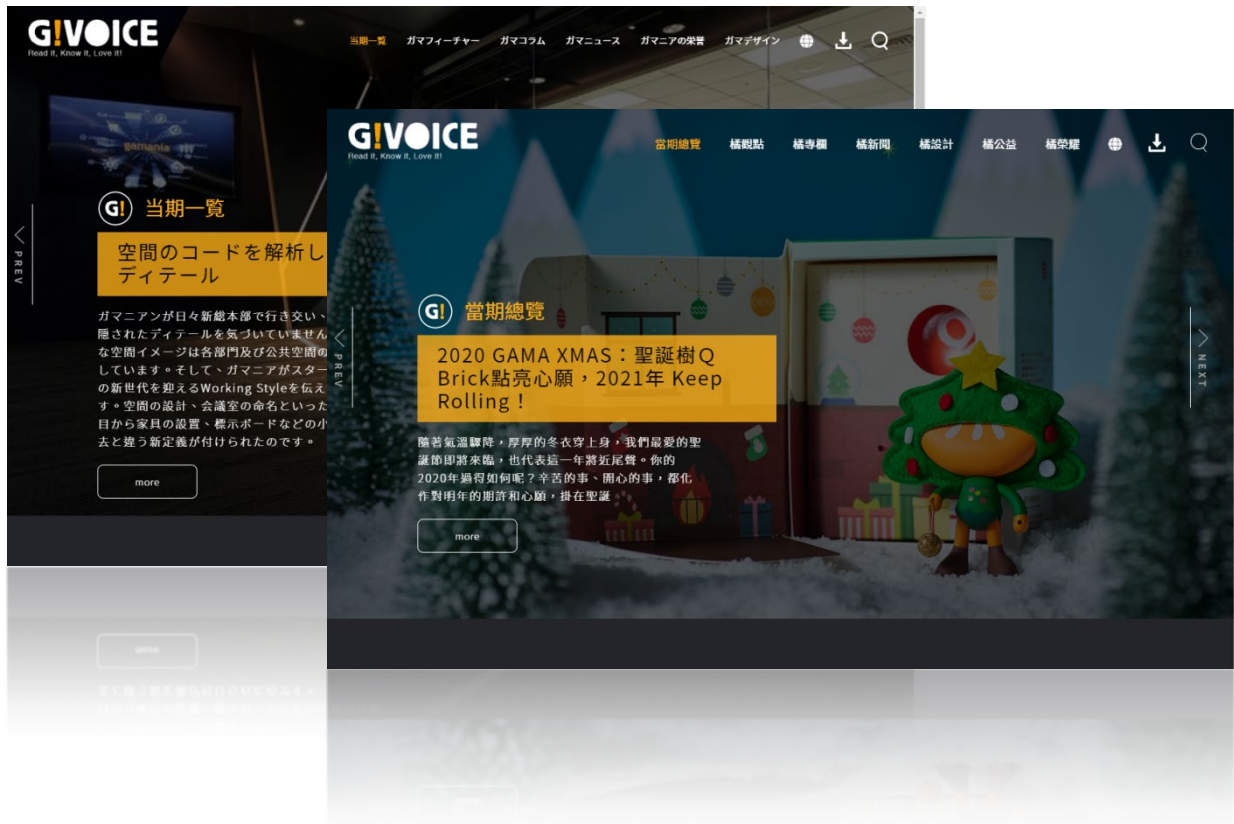 G!VOICE
Read it, Know it, Love it!
当期一覧 ガマフィーチャー ガマコラム ガマニュース ガマニアの栄誉 ガマデザイン
gamania
PREV
G! 当期一覧
空間のコードを解析し
ディテール
ガマニアンが日々新総本部で行き交い、
隠されたディテールを気づいていません
な空間イメージは各部門及び公共空間の
しています。そして、ガマニアがスター
の新世代を迎えるWorking Styleを伝え
す。空間の設計、会議室の命名といった
目から家具の設置、標示ボードなどの小
去と違う新定義が付けられたのです。
more
G!VOICE
Read it, Know it, Love it!
當期總覽 橘觀點 橘專欄 橘新聞 橘設計 橘公益 橘榮耀
PREV
NEXT
G! 當期總覽
2020 GAMA XMAS：聖誕樹Q
Brick點亮心願，2021年 Keep
Rolling！
隨著氣溫驟降，厚厚的冬衣穿上身，我們最愛的聖
誕節即將來臨，也代表這一年將近尾聲。你的
2020年過得如何呢？辛苦的事、開心的事，都化
作對明年的期許和心願，掛在聖誕
more